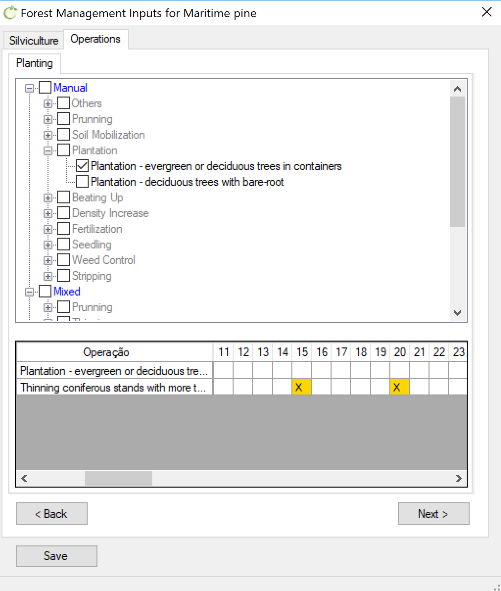 Forest Management Inputs for Maritime pine
Silviculture Operations
Planting
Manual
Others
Prunning
Soil Mobilization
Plantation
Plantation - evergreen or deciduous trees in containers
Plantation - deciduous trees with bare-root
Beating Up
Density Increase
Fertilization
Seedling
Weed Control
Stripping
Mixed
Prunning
Operação 11 12 13 14 15 16 17 18 19 20 21 22 23
Plantation - evergreen or deciduous tre...
Thinning coniferous stands with more t... X X
< Back Next >
Save